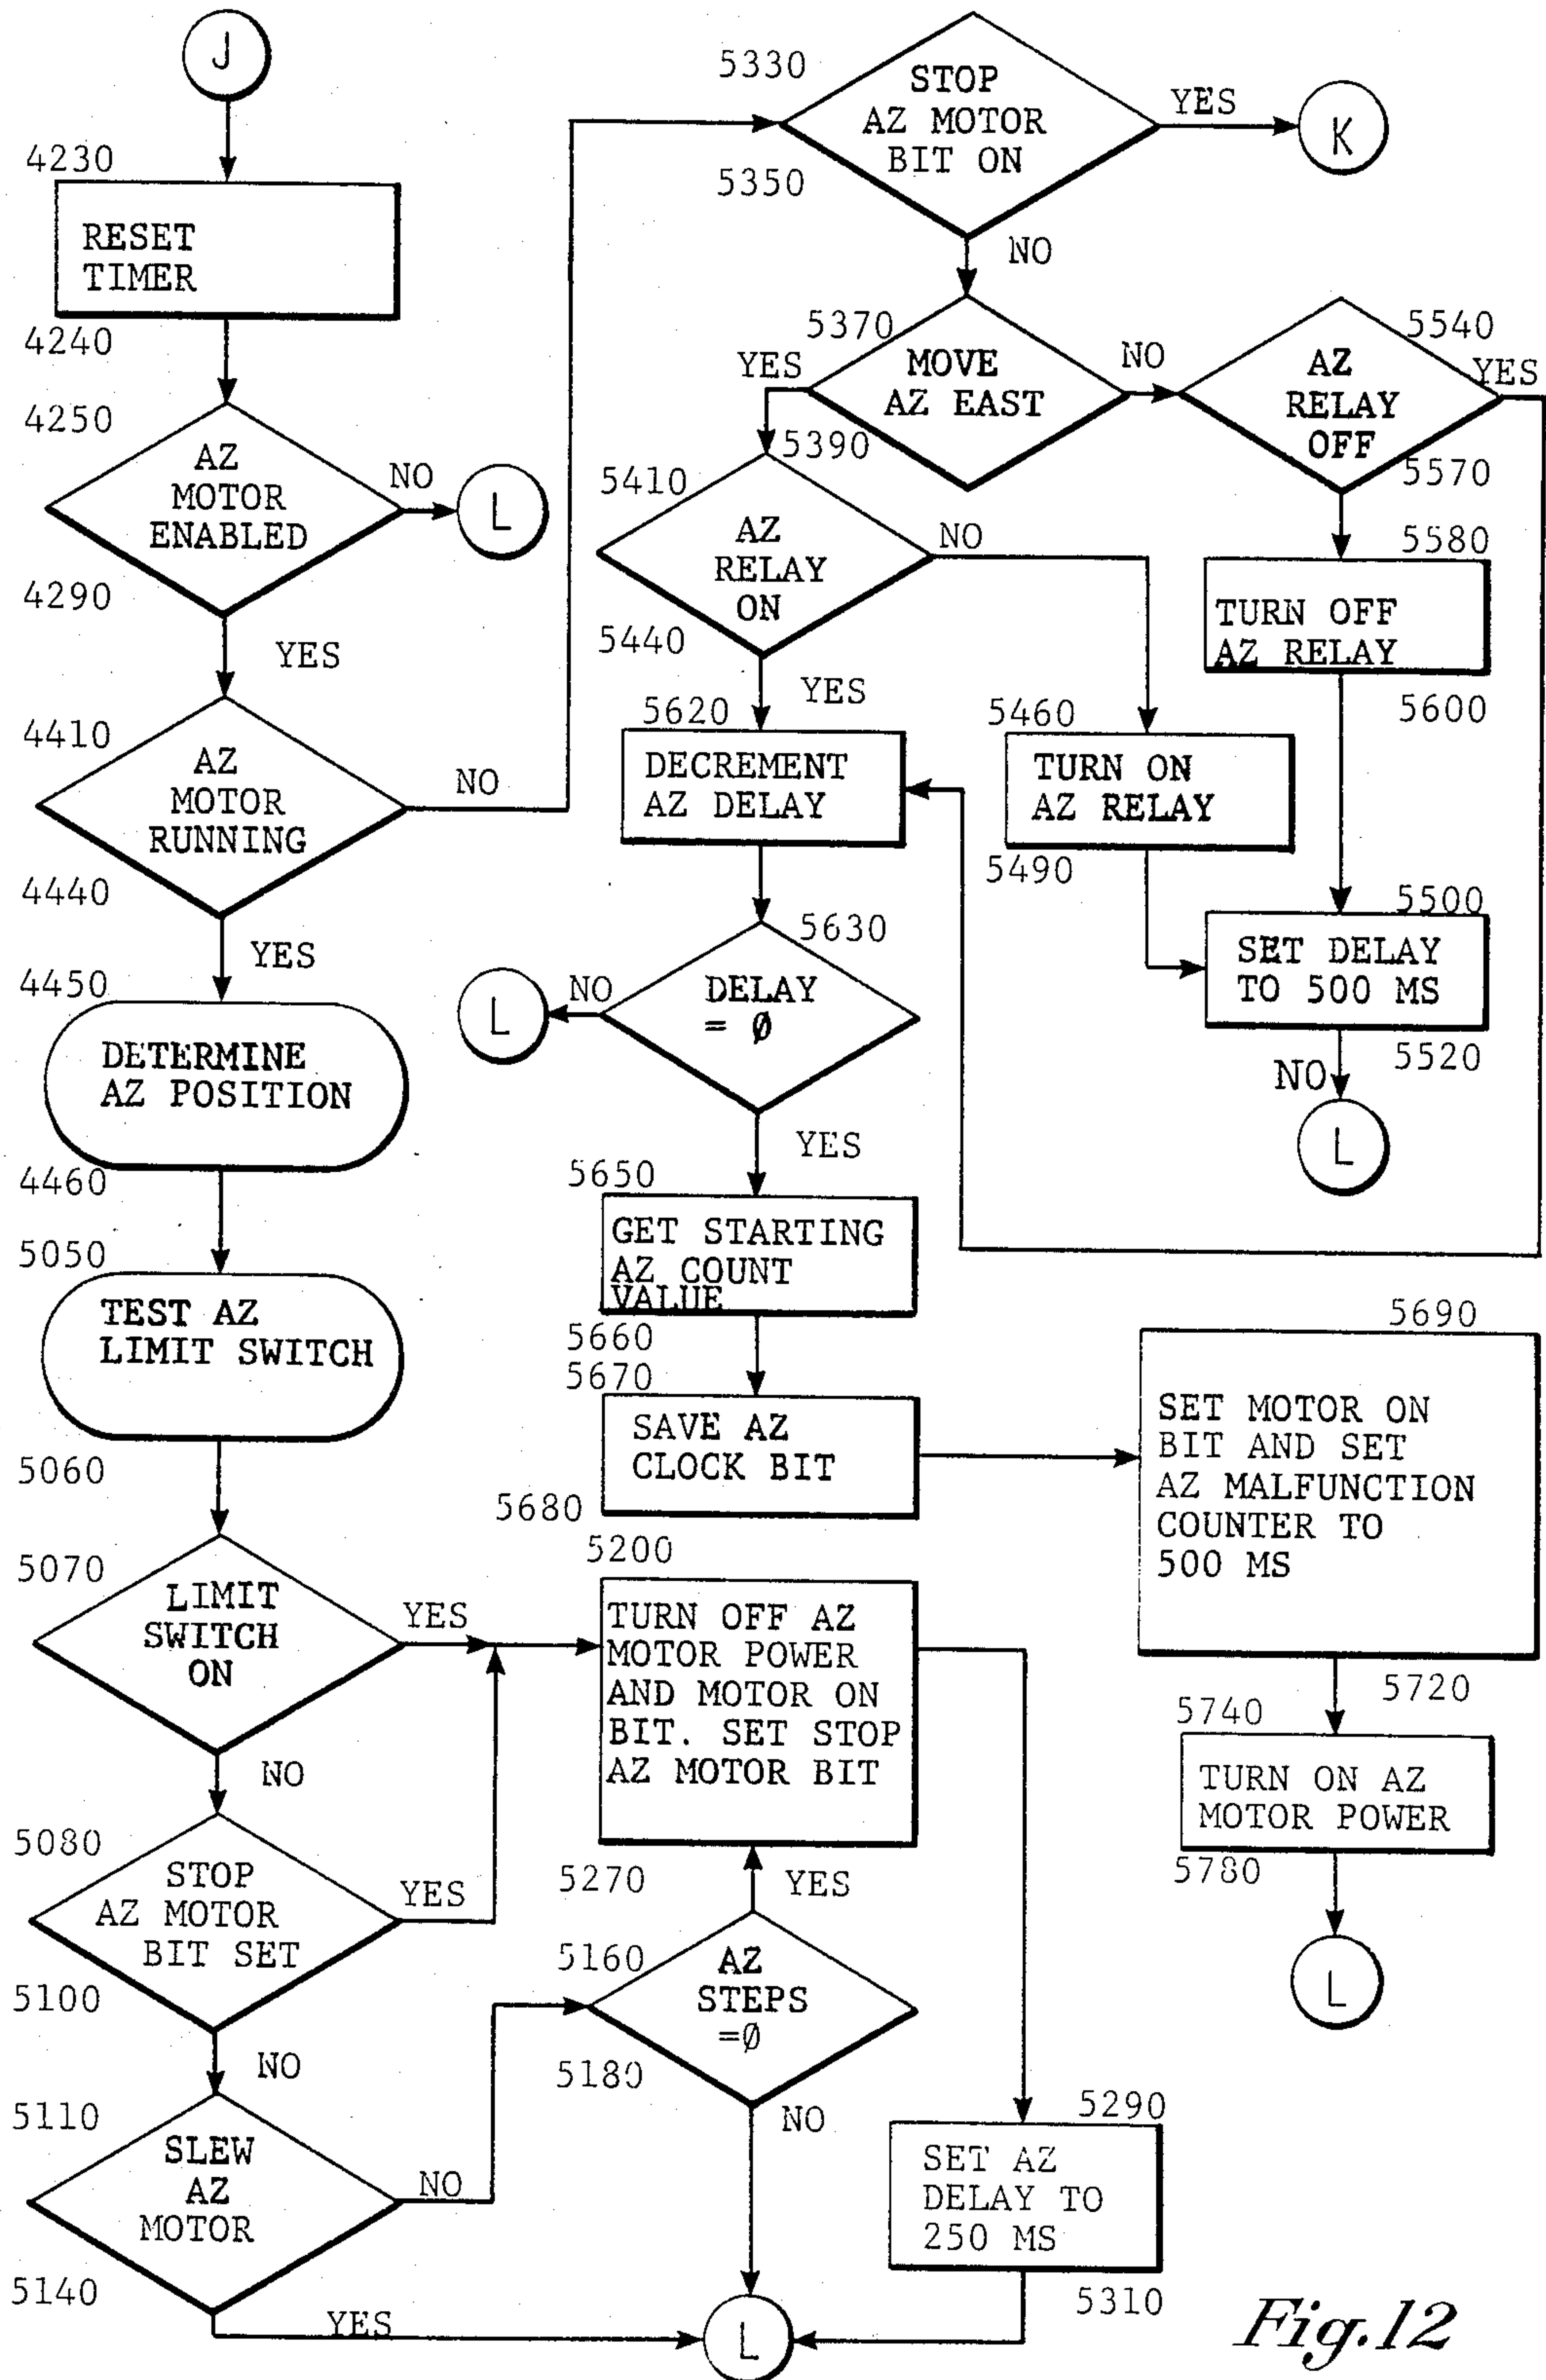 J
4230
RESET
TIMER
4240
4250
AZ
MOTOR
ENABLED
NO
L
4290
YES
4410
AZ
MOTOR
RUNNING
NO
4440
YES
4450
DETERMINE
AZ POSITION
4460
5050
TEST AZ
LIMIT SWITCH
5060
5070
LIMIT
SWITCH
ON
YES
NO
5080
STOP
AZ MOTOR
BIT SET
YES
5100
NO
5110
SLEW
AZ
MOTOR
NO
5140
YES
5330
STOP
AZ MOTOR
BIT ON
YES
K
5350
NO
5370
MOVE
AZ EAST
YES
NO
5390
5540
AZ
RELAY
OFF
YES
5570
5410
AZ
RELAY
ON
NO
5440
YES
5580
TURN OFF
AZ RELAY
5600
5620
DECREMENT
AZ DELAY
5460
TURN ON
AZ RELAY
5490
5500
SET DELAY
TO 500 MS
5520
NO
L
5630
DELAY
= Ø
NO
L
YES
5650
GET STARTING
AZ COUNT
VALUE
5660
5670
SAVE AZ
CLOCK BIT
5680
5690
SET MOTOR ON
BIT AND SET
AZ MALFUNCTION
COUNTER TO
500 MS
5720
5740
TURN ON AZ
MOTOR POWER
5780
L
5200
TURN OFF AZ
MOTOR POWER
AND MOTOR ON
BIT. SET STOP
AZ MOTOR BIT
5270
YES
5160
AZ
STEPS
=Ø
5180
NO
5290
SET AZ
DELAY TO
250 MS
5310
L
Fig.12